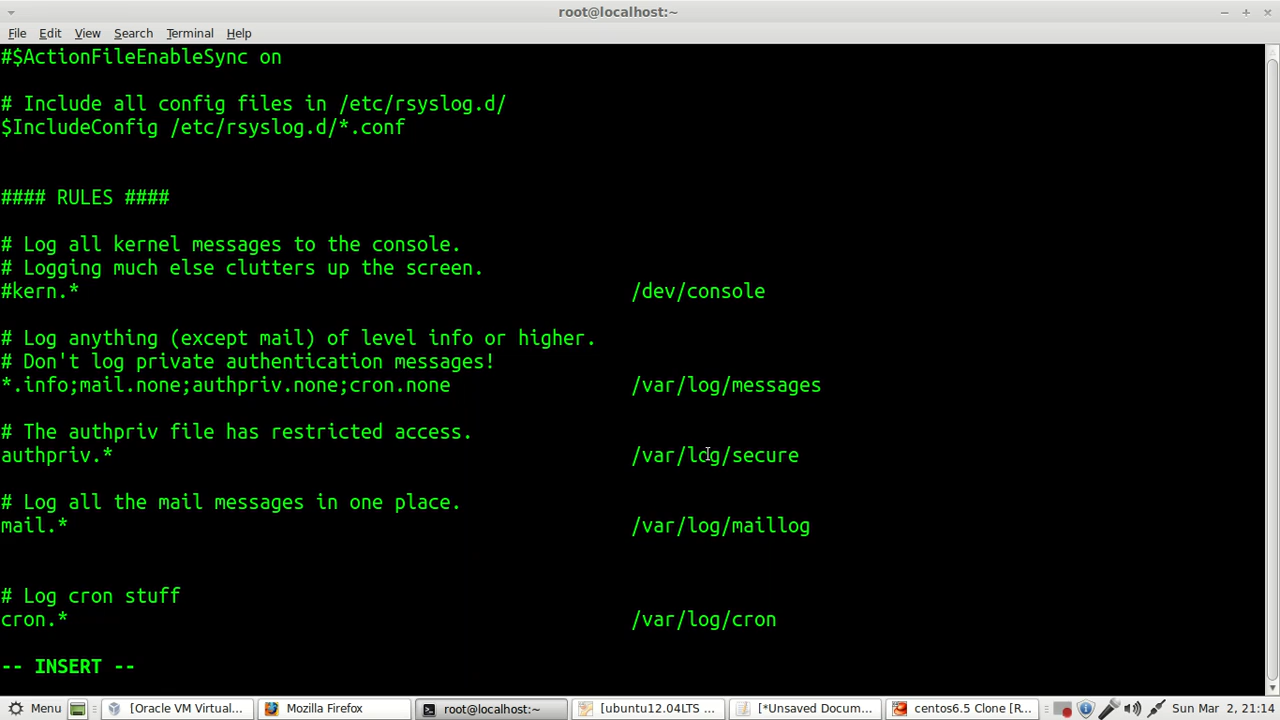 root@localhost:~
File Edit View Search Terminal Help
#$ActionFileEnableSync on
# Include all config files in /etc/rsyslog.d/
$IncludeConfig /etc/rsyslog.d/*.conf
#### RULES ####
# Log all kernel messages to the console.
# Logging much else clutters up the screen.
#kern.* /dev/console
# Log anything (except mail) of level info or higher.
# Don't log private authentication messages!
*.info;mail.none;authpriv.none;cron.none /var/log/messages
# The authpriv file has restricted access.
authpriv.* /var/log/secure
# Log all the mail messages in one place.
mail.* /var/log/maillog
# Log cron stuff
cron.* /var/log/cron
-- INSERT --
Menu [Oracle VM Virtual... Mozilla Firefox root@localhost:~ [ubuntu12.04LTS ... [*Unsaved Docum... centos6.5 Clone [R... Sun Mar 2, 21:14